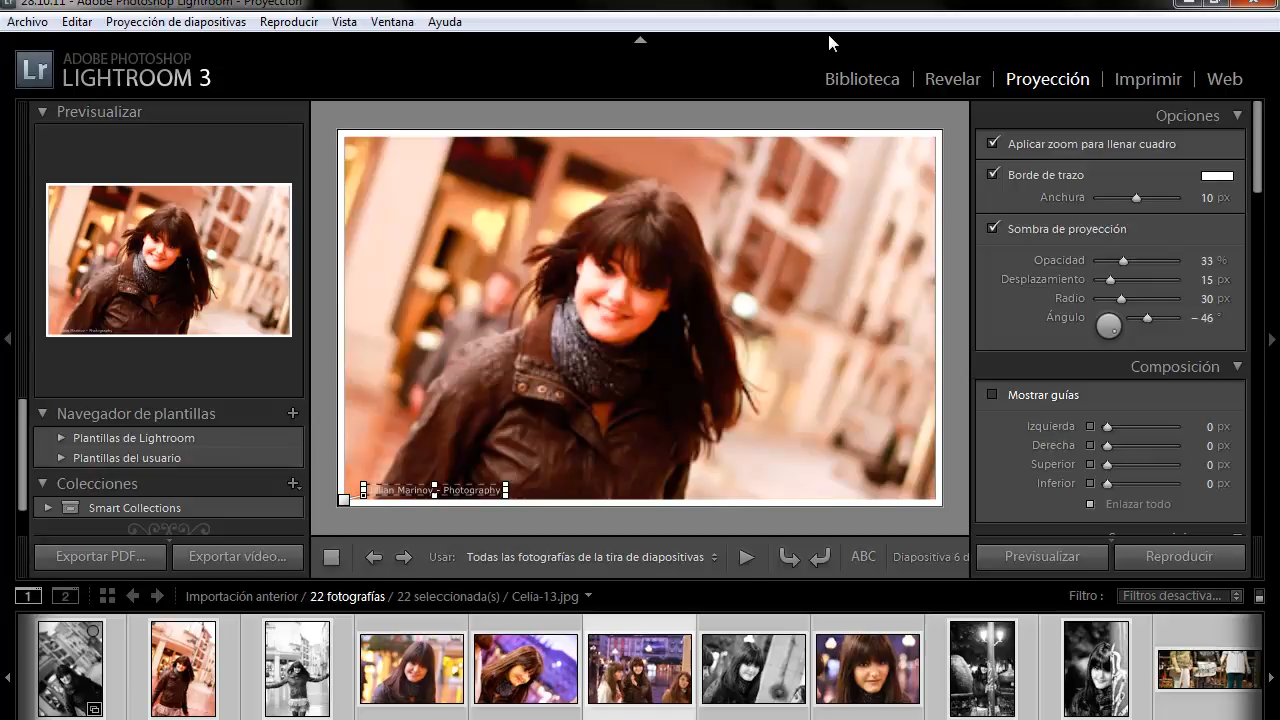 28.10.11 - Adobe Photoshop Lightroom - Proyección
Archivo Editar Proyección de diapositivas Reproducir Vista Ventana Ayuda
Lr ADOBE PHOTOSHOP
LIGHTROOM 3
Biblioteca | Revelar | Proyección | Imprimir | Web
Previsualizar
Navegador de plantillas +
Plantillas de Lightroom
Plantillas del usuario
Colecciones +
Smart Collections
Exportar PDF... Exportar vídeo...
Marinov - Photography
Usar: Todas las fotografías de la tira de diapositivas
ABC
Diapositiva 6 d
Opciones
Aplicar zoom para llenar cuadro
Borde de trazo
Anchura 10 px
Sombra de proyección
Opacidad 33 %
Desplazamiento 15 px
Radio 30 px
Ángulo - 46 °
Composición
Mostrar guías
Izquierda 0 px
Derecha 0 px
Superior 0 px
Inferior 0 px
Enlazar todo
Previsualizar Reproducir
1 2 Importación anterior / 22 fotografías / 22 seleccionada(s) / Celia-13.jpg
Filtro : Filtros desactiva...